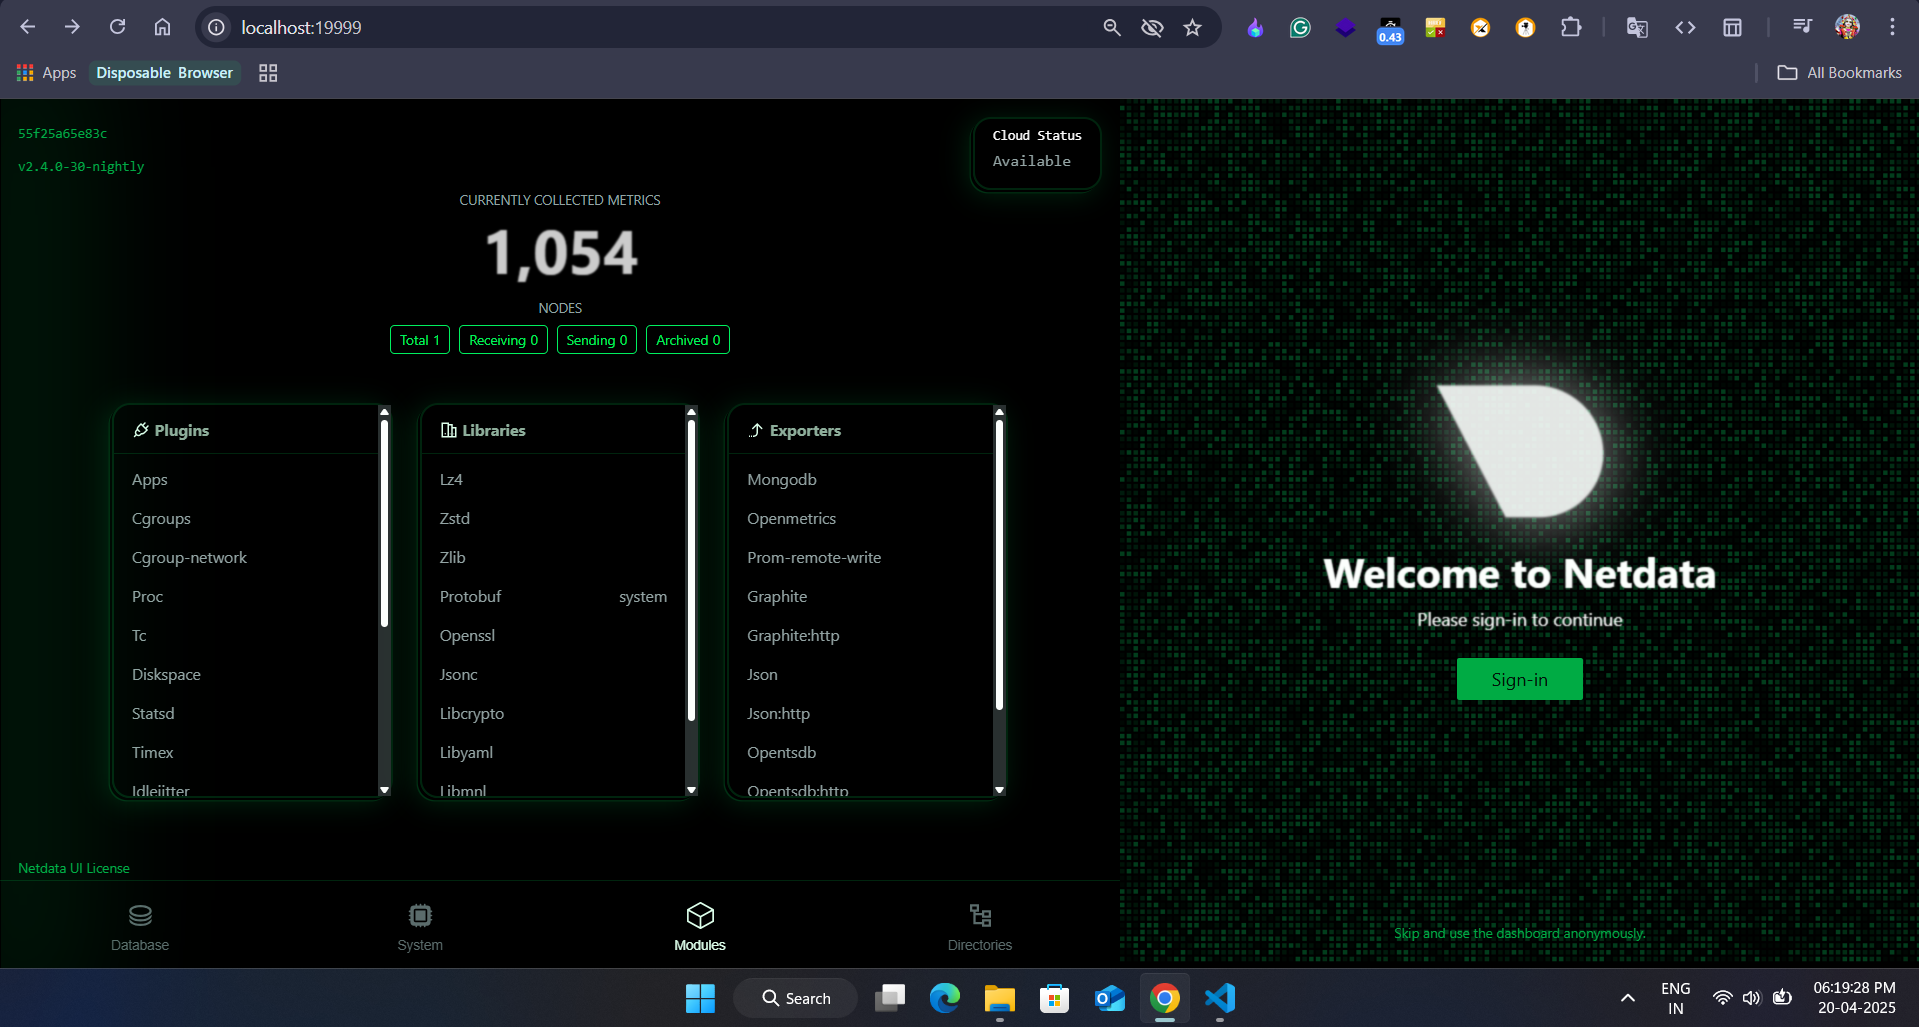 localhost:19999
0.43
Apps
Disposable Browser
All Bookmarks
55f25a65e83c
v2.4.0-30-nightly
Cloud Status
Available
CURRENTLY COLLECTED METRICS
1,054
NODES
Total 1
Receiving 0
Sending 0
Archived 0
Plugins
Apps
Cgroups
Cgroup-network
Proc
Tc
Diskspace
Statsd
Timex
Idlejitter
Libraries
Lz4
Zstd
Zlib
Protobuf system
Openssl
Jsonc
Libcrypto
Libyaml
Libmnl
Exporters
Mongodb
Openmetrics
Prom-remote-write
Graphite
Graphite:http
Json
Json:http
Opentsdb
Opentsdb:http
Netdata UI License
Database
System
Modules
Directories
Welcome to Netdata
Please sign-in to continue
Sign-in
Skip and use the dashboard anonymously.
Search
ENG
IN
06:19:28 PM
20-04-2025